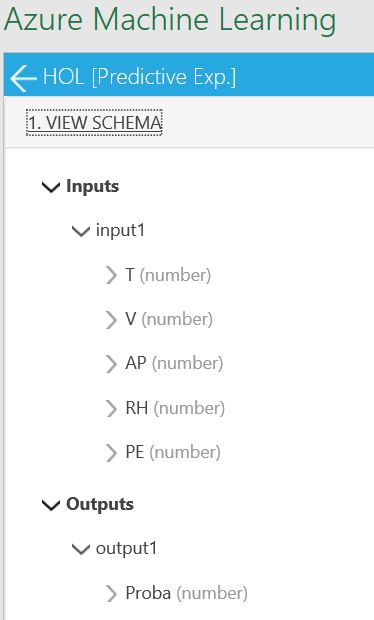 Azure Machine Learning
HOL [Predictive Exp.]
1. VIEW SCHEMA
Inputs
input1
T (number)
V (number)
AP (number)
RH (number)
PE (number)
Outputs
output1
Proba (number)